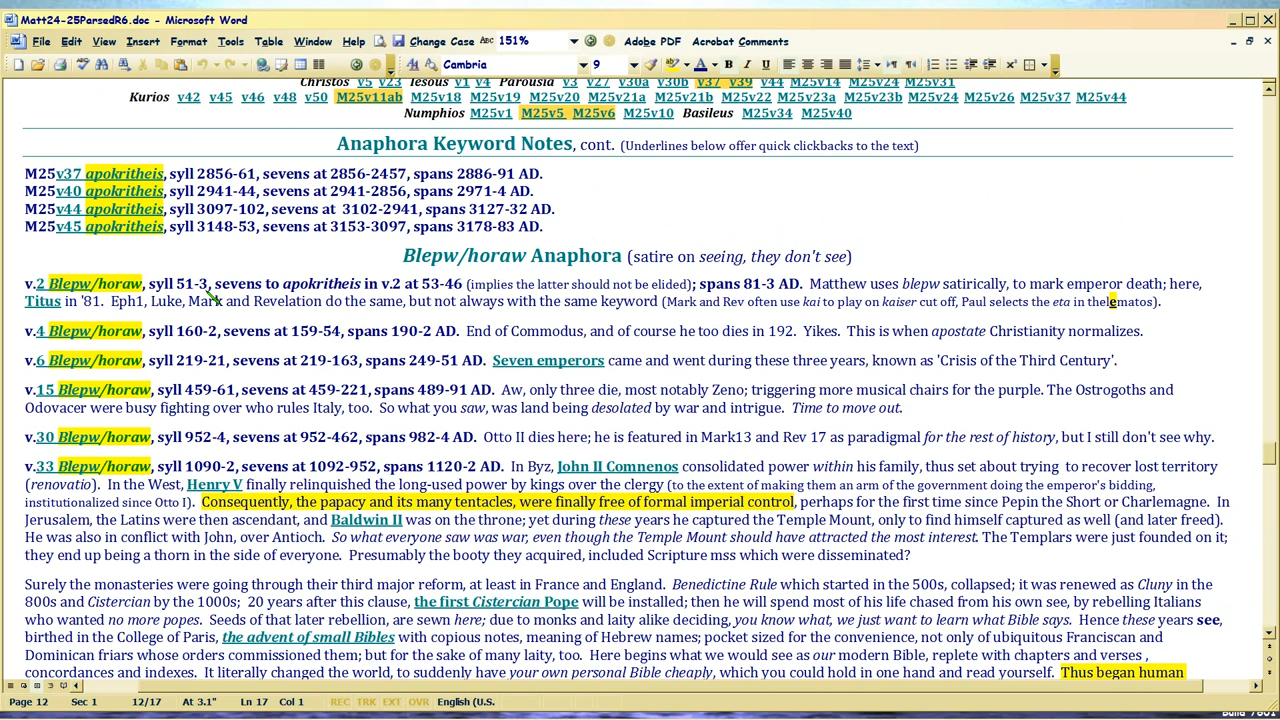 Matt24-25ParsedR6.doc - Microsoft Word
File Edit View Insert Format Tools Table Window Help Change Case ABC 151% Adobe PDF Acrobat Comments
Cambria 9 B I U
Christos v5 v23 Iesous v1 v4 Parousia v3 v27 v30a v30b v37 v39 v44 M25v14 M25v24 M25v31
Kurios v42 v45 v46 v48 v50 M25v11ab M25v18 M25v19 M25v20 M25v21a M25v21b M25v22 M25v23a M25v23b M25v24 M25v26 M25v37 M25v44
Numphios M25v1 M25v5 M25v6 M25v10 Basileus M25v34 M25v40
Anaphora Keyword Notes, cont. (Underlines below offer quick clickbacks to the text)
M25v37 apokritheis, syll 2856-61, sevens at 2856-2457, spans 2886-91 AD.
M25v40 apokritheis, syll 2941-44, sevens at 2941-2856, spans 2971-4 AD.
M25v44 apokritheis, syll 3097-102, sevens at 3102-2941, spans 3127-32 AD.
M25v45 apokritheis, syll 3148-53, sevens at 3153-3097, spans 3178-83 AD.
Blepw/horaw Anaphora (satire on seeing, they don't see)
v.2 Blepw/horaw, syll 51-3, sevens to apokritheis in v.2 at 53-46 (implies the latter should not be elided); spans 81-3 AD. Matthew uses blepw satirically, to mark emperor death; here,
Titus in '81. Eph1, Luke, Mark and Revelation do the same, but not always with the same keyword (Mark and Rev often use kai to play on kaiser cut off, Paul selects the eta in thelematos).
v.4 Blepw/horaw, syll 160-2, sevens at 159-54, spans 190-2 AD. End of Commodus, and of course he too dies in 192. Yikes. This is when apostate Christianity normalizes.
v.6 Blepw/horaw, syll 219-21, sevens at 219-163, spans 249-51 AD. Seven emperors came and went during these three years, known as 'Crisis of the Third Century'.
v.15 Blepw/horaw, syll 459-61, sevens at 459-221, spans 489-91 AD. Aw, only three die, most notably Zeno; triggering more musical chairs for the purple. The Ostrogoths and
Odovacer were busy fighting over who rules Italy, too. So what you saw, was land being desolated by war and intrigue. Time to move out.
v.30 Blepw/horaw, syll 952-4, sevens at 952-462, spans 982-4 AD. Otto II dies here; he is featured in Mark13 and Rev 17 as paradigmal for the rest of history, but I still don't see why.
v.33 Blepw/horaw, syll 1090-2, sevens at 1092-952, spans 1120-2 AD. In Byz, John II Comnenos consolidated power within his family, thus set about trying to recover lost territory
(renovatio). In the West, Henry V finally relinquished the long-used power by kings over the clergy (to the extent of making them an arm of the government doing the emperor's bidding,
institutionalized since Otto I). Consequently, the papacy and its many tentacles, were finally free of formal imperial control, perhaps for the first time since Pepin the Short or Charlemagne. In
Jerusalem, the Latins were then ascendant, and Baldwin II was on the throne; yet during these years he captured the Temple Mount, only to find himself captured as well (and later freed).
He was also in conflict with John, over Antioch. So what everyone saw was war, even though the Temple Mount should have attracted the most interest. The Templars were just founded on it;
they end up being a thorn in the side of everyone. Presumably the booty they acquired, included Scripture mss which were disseminated?
Surely the monasteries were going through their third major reform, at least in France and England. Benedictine Rule which started in the 500s, collapsed; it was renewed as Cluny in the
800s and Cistercian by the 1000s; 20 years after this clause, the first Cistercian Pope will be installed; then he will spend most of his life chased from his own see, by rebelling Italians
who wanted no more popes. Seeds of that later rebellion, are sewn here; due to monks and laity alike deciding, you know what, we just want to learn what Bible says. Hence these years see,
birthed in the College of Paris, the advent of small Bibles with copious notes, meaning of Hebrew names; pocket sized for the convenience, not only of ubiquitous Franciscan and
Dominican friars whose orders commissioned them; but for the sake of many laity, too. Here begins what we would see as our modern Bible, replete with chapters and verses ,
concordances and indexes. It literally changed the world, to suddenly have your own personal Bible cheaply, which you could hold in one hand and read yourself. Thus began human
Page 12 Sec 1 12/17 At 3.1" Ln 17 Col 1 REC TRK EXT OVR English (U.S.